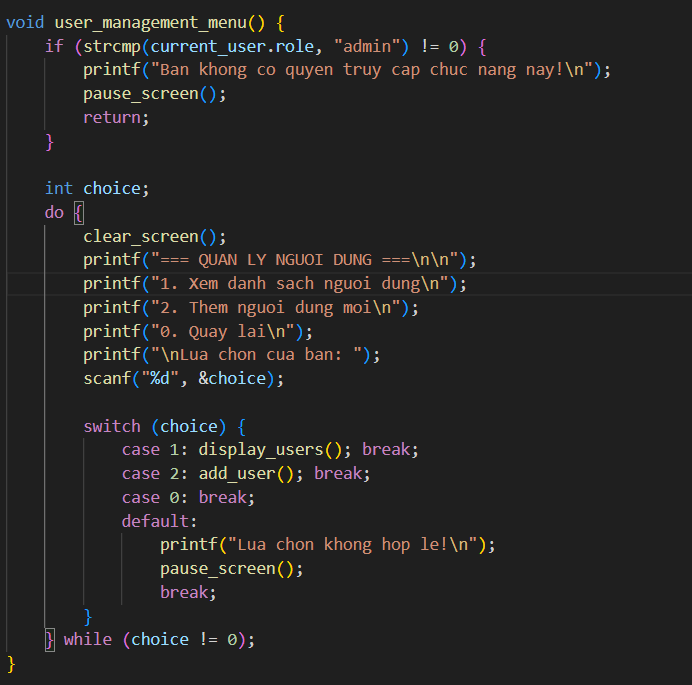 void user_management_menu() {
    if (strcmp(current_user.role, "admin") != 0) {
        printf("Ban khong co quyen truy cap chuc nang nay!\n");
        pause_screen();
        return;
    }

    int choice;
    do {
        clear_screen();
        printf("=== QUAN LY NGUOI DUNG ===\n\n");
        printf("1. Xem danh sach nguoi dung\n");
        printf("2. Them nguoi dung moi\n");
        printf("0. Quay lai\n");
        printf("\nLua chon cua ban: ");
        scanf("%d", &choice);

        switch (choice) {
            case 1: display_users(); break;
            case 2: add_user(); break;
            case 0: break;
            default:
                printf("Lua chon khong hop le!\n");
                pause_screen();
                break;
        }
    } while (choice != 0);
}